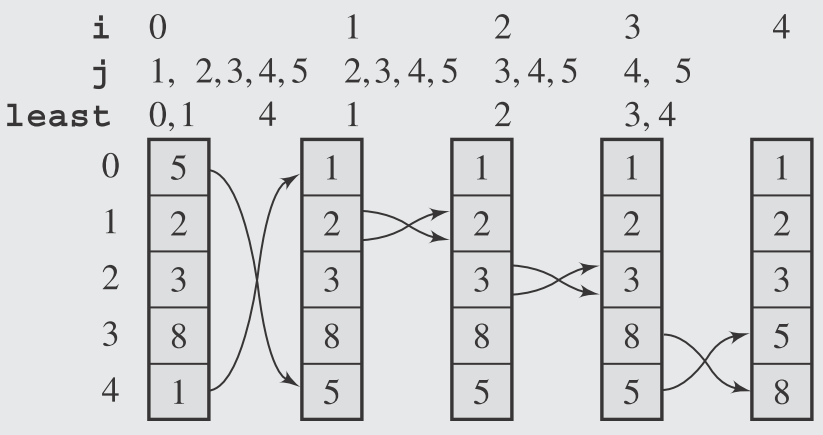 i 0 1 2 3 4
j 1, 2,3,4,5 2,3,4,5 3,4,5 4, 5
least 0,1 4 1 2 3,4
0 5 1 1 1 1
1 2 2 2 2 2
2 3 3 3 3 3
3 8 8 8 8 5
4 1 5 5 5 8